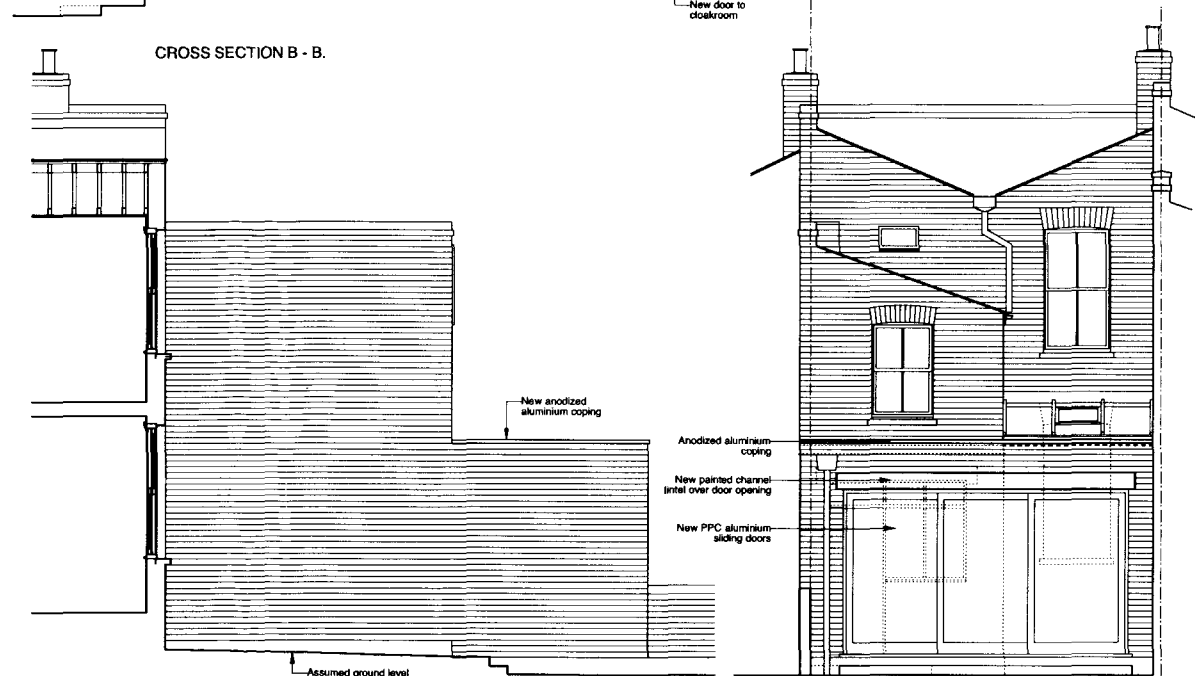 New door to
cloakroom
CROSS SECTION B - B.
New anodized
aluminium coping
Anodized aluminium
coping
New painted channel
lintel over door opening
New PPC aluminium
sliding doors
Assumed ground level